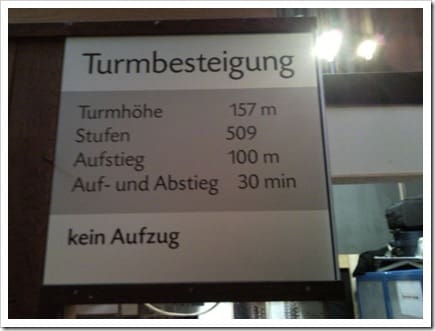 Turmbesteigung
Turmhöhe 157 m
Stufen 509
Aufstieg 100 m
Auf- und Abstieg 30 min
kein Aufzug